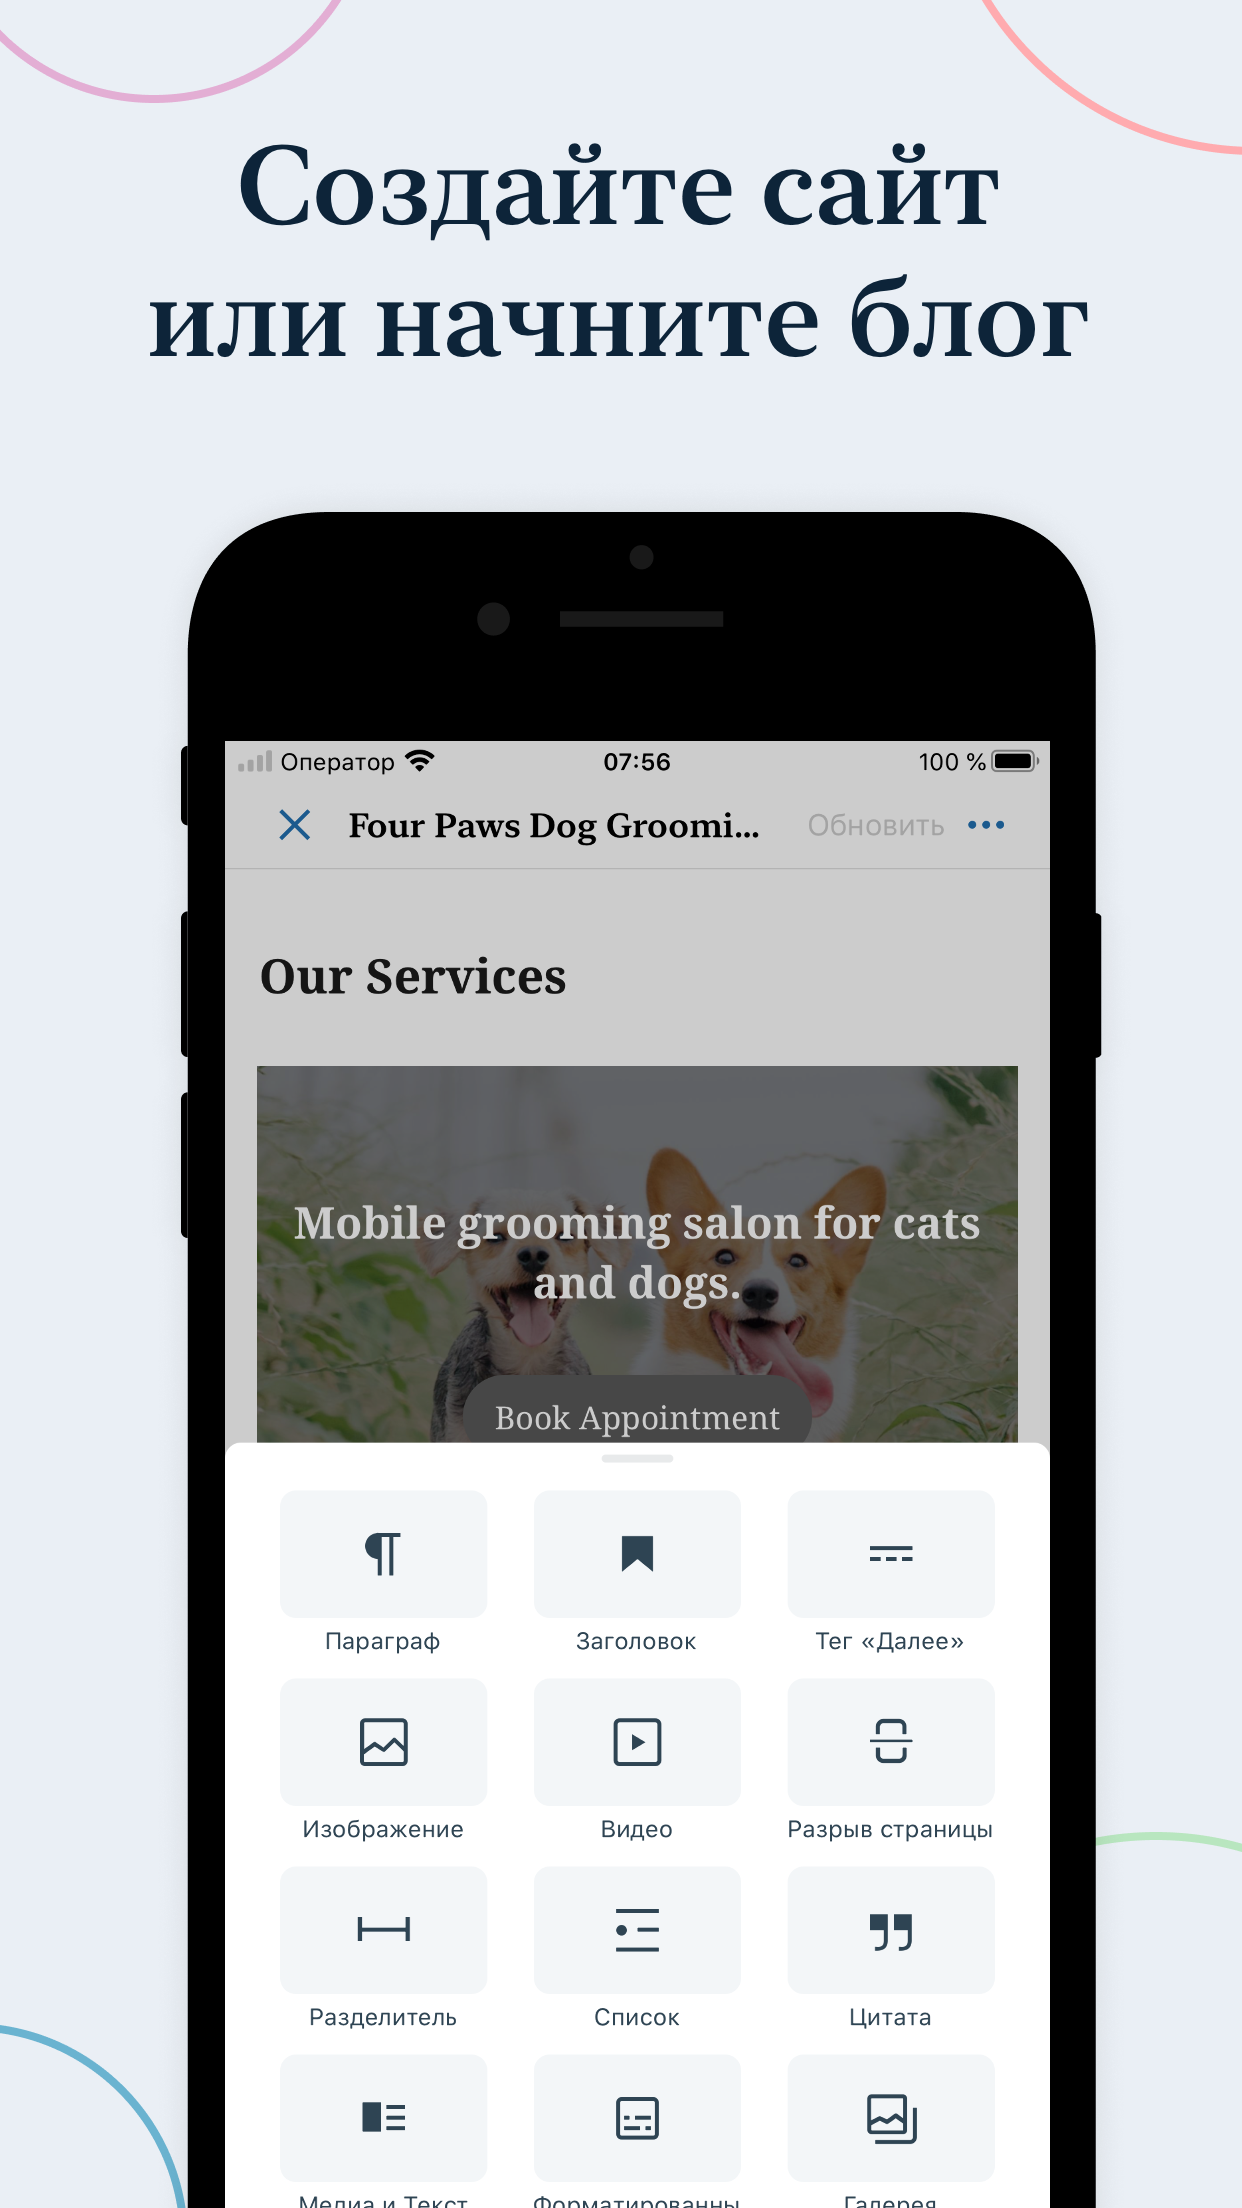 Создайте сайт
или начните блог
Оператор 07:56 100 %
Four Paws Dog Groomi... Обновить
Our Services
Mobile grooming salon for cats
and dogs.
Book Appointment
Параграф Заголовок Тег «Далее»
Изображение Видео Разрыв страницы
Разделитель Список Цитата
Медиа и Текст Форматированны Галерея